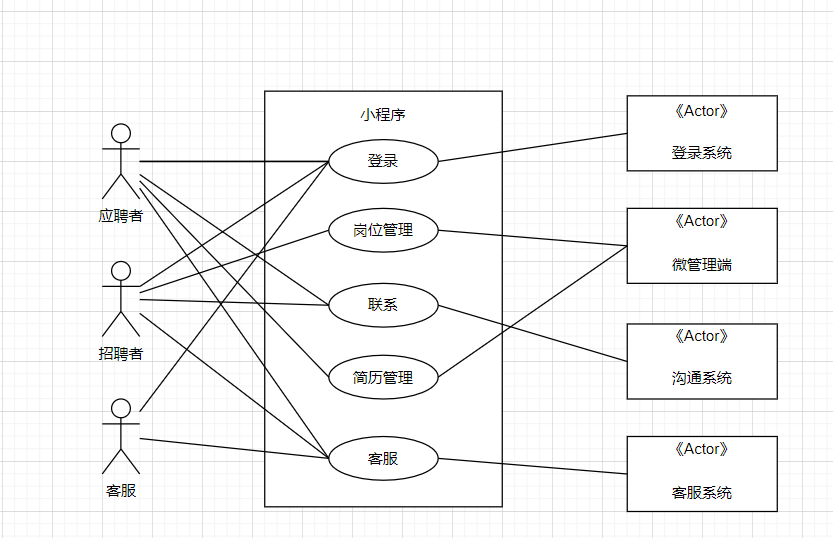 小程序
应聘者
招聘者
客服
登录
岗位管理
联系
简历管理
客服
《Actor》
登录系统
《Actor》
微管理端
《Actor》
沟通系统
《Actor》
客服系统